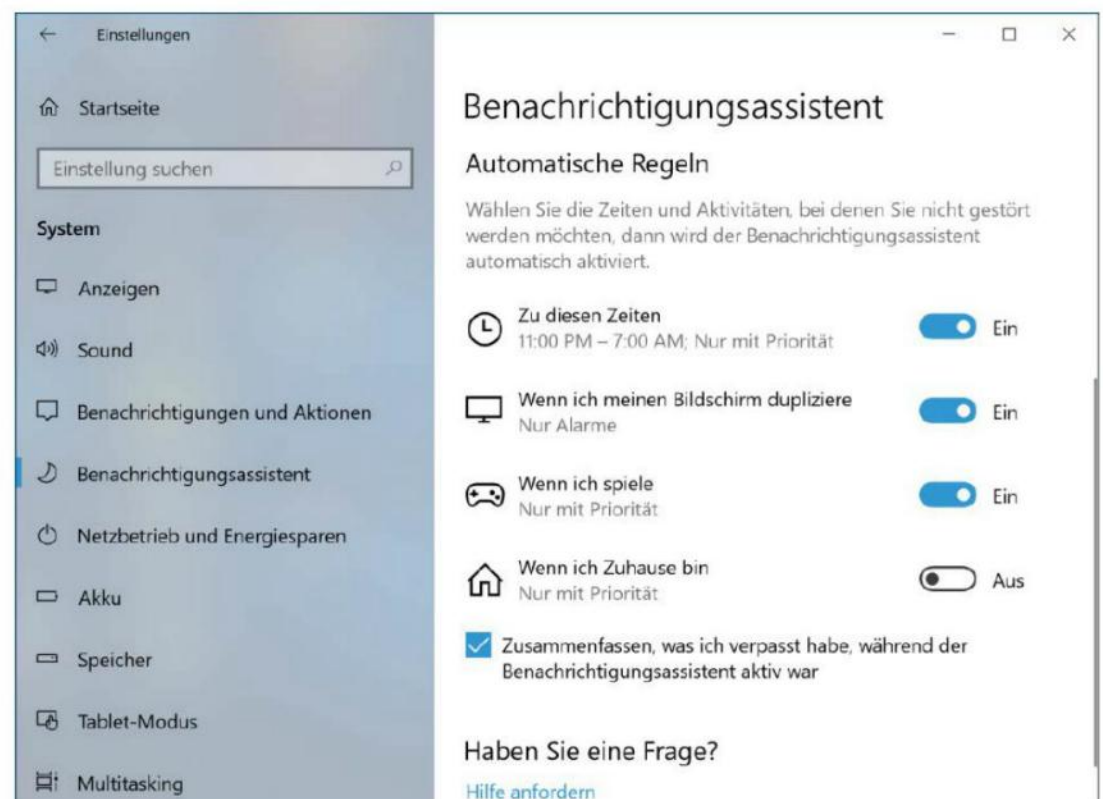 Einstellungen
Startseite
Einstellung suchen
System
Anzeigen
Sound
Benachrichtigungen und Aktionen
Benachrichtigungsassistent
Netzbetrieb und Energiesparen
Akku
Speicher
Tablet-Modus
Multitasking
Benachrichtigungsassistent
Automatische Regeln
Wählen Sie die Zeiten und Aktivitäten, bei denen Sie nicht gestört
werden möchten, dann wird der Benachrichtigungsassistent
automatisch aktiviert.
Zu diesen Zeiten
11:00 PM – 7:00 AM; Nur mit Priorität
Ein
Wenn ich meinen Bildschirm dupliziere
Nur Alarme
Ein
Wenn ich spiele
Nur mit Priorität
Ein
Wenn ich Zuhause bin
Nur mit Priorität
Aus
Zusammenfassen, was ich verpasst habe, während der
Benachrichtigungsassistent aktiv war
Haben Sie eine Frage?
Hilfe anfordern